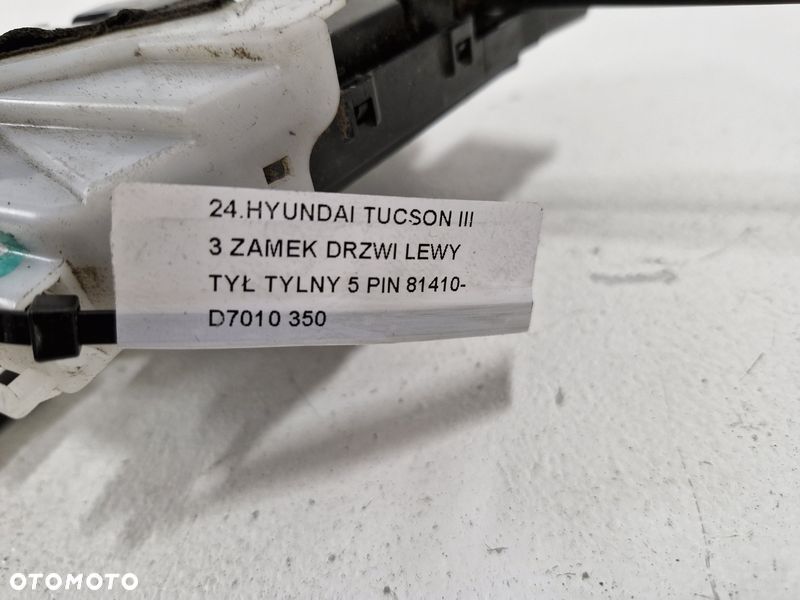 24.HYUNDAI TUCSON III
3 ZAMEK DRZWI LEWY
TYŁ TYLNY 5 PIN 81410-
D7010 350
OTOMOTO